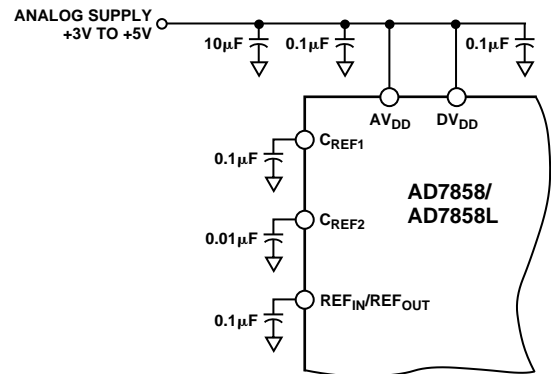 ANALOG SUPPLY
+3V TO +5V
10µF
0.1µF
0.1µF
AVDD
DVDD
CREF1
0.1µF
AD7858/
AD7858L
CREF2
0.01µF
REFIN/REFOUT
0.1µF